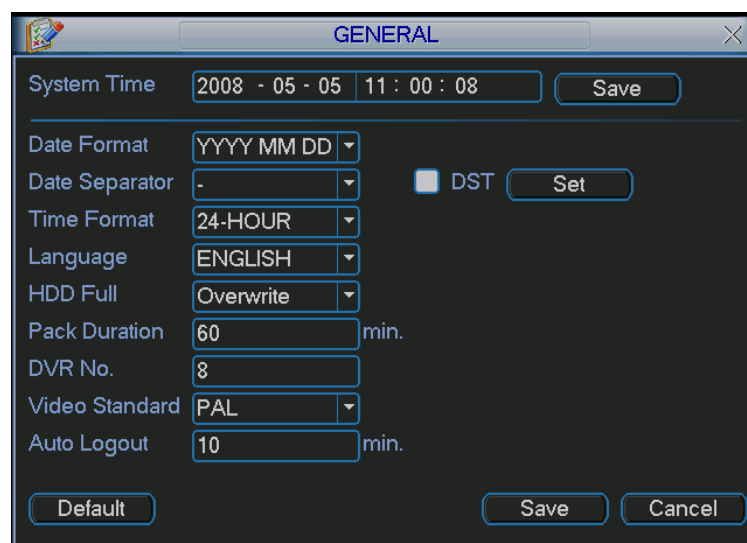 GENERAL
System Time 2008 - 05 - 05 11 : 00 : 08 Save
Date Format YYYY MM DD
Date Separator - DST Set
Time Format 24-HOUR
Language ENGLISH
HDD Full Overwrite
Pack Duration 60 min.
DVR No. 8
Video Standard PAL
Auto Logout 10 min.
Default Save Cancel